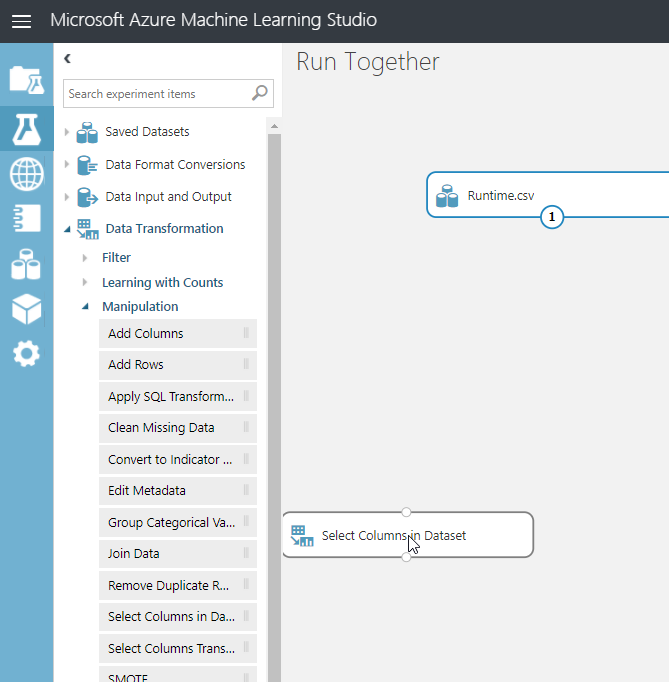 Microsoft Azure Machine Learning Studio
Run Together
Search experiment items
Saved Datasets
Data Format Conversions
Data Input and Output
Data Transformation
Filter
Learning with Counts
Manipulation
Add Columns
Add Rows
Apply SQL Transform...
Clean Missing Data
Convert to Indicator ...
Edit Metadata
Group Categorical Va...
Join Data
Remove Duplicate R...
Select Columns in Da...
Select Columns Trans...
SMOTE
Runtime.csv
1
Select Columns in Dataset